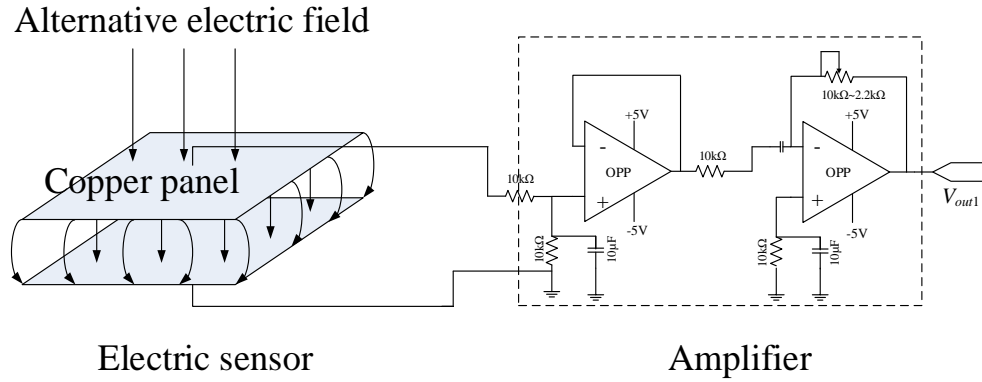 Alternative electric field
Copper panel
Electric sensor
10kΩ
10kΩ
10μF
-
+
OPP
+5V
-5V
10kΩ
10kΩ~2.2kΩ
-
+
OPP
+5V
-5V
10kΩ
10μF
Vout1
Amplifier